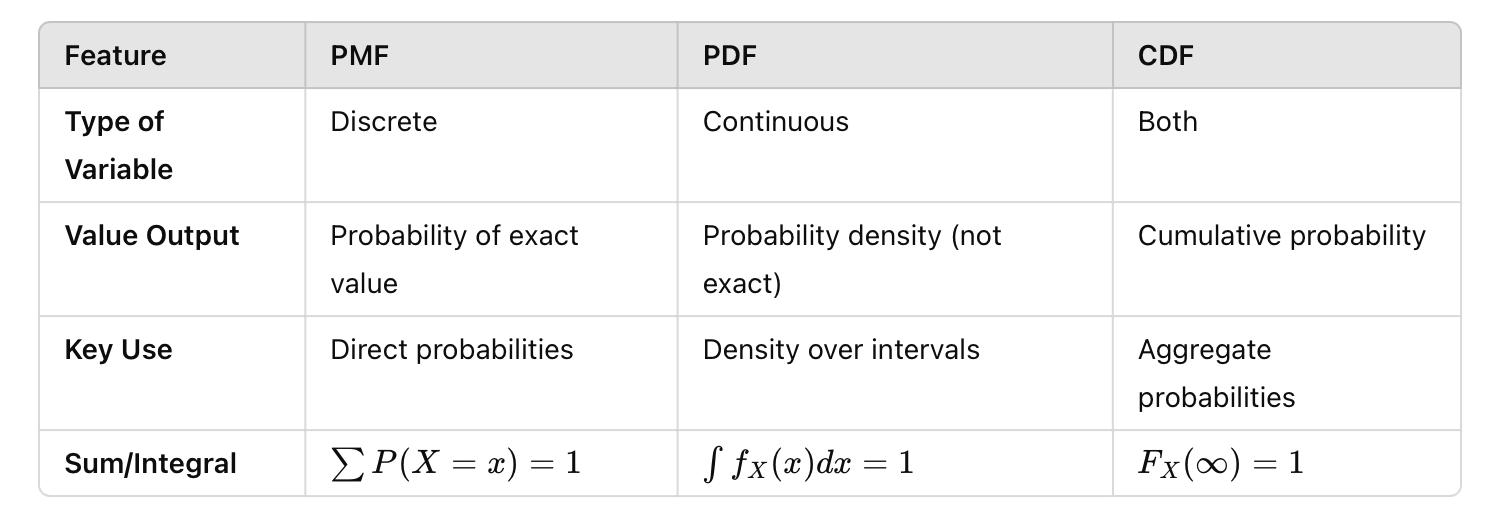 Feature PMF PDF CDF
Type of Variable Discrete Continuous Both
Value Output Probability of exact value Probability density (not exact) Cumulative probability
Key Use Direct probabilities Density over intervals Aggregate probabilities
Sum/Integral ∑ P(X = x) = 1 ∫ f_X(x)dx = 1 F_X(∞) = 1